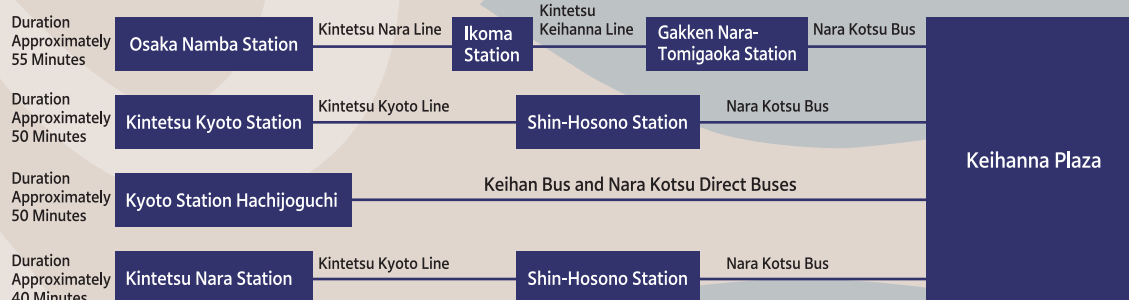 Duration
Approximately
55 Minutes
Osaka Namba Station
Kintetsu Nara Line
Ikoma
Station
Kintetsu
Keihanna Line
Gakken Nara-
Tomigaoka Station
Nara Kotsu Bus
Duration
Approximately
50 Minutes
Kintetsu Kyoto Station
Kintetsu Kyoto Line
Shin-Hosono Station
Nara Kotsu Bus
Keihanna Plaza
Duration
Approximately
50 Minutes
Kyoto Station Hachijoguchi
Keihan Bus and Nara Kotsu Direct Buses
Duration
Approximately
40 Minutes
Kintetsu Nara Station
Kintetsu Kyoto Line
Shin-Hosono Station
Nara Kotsu Bus